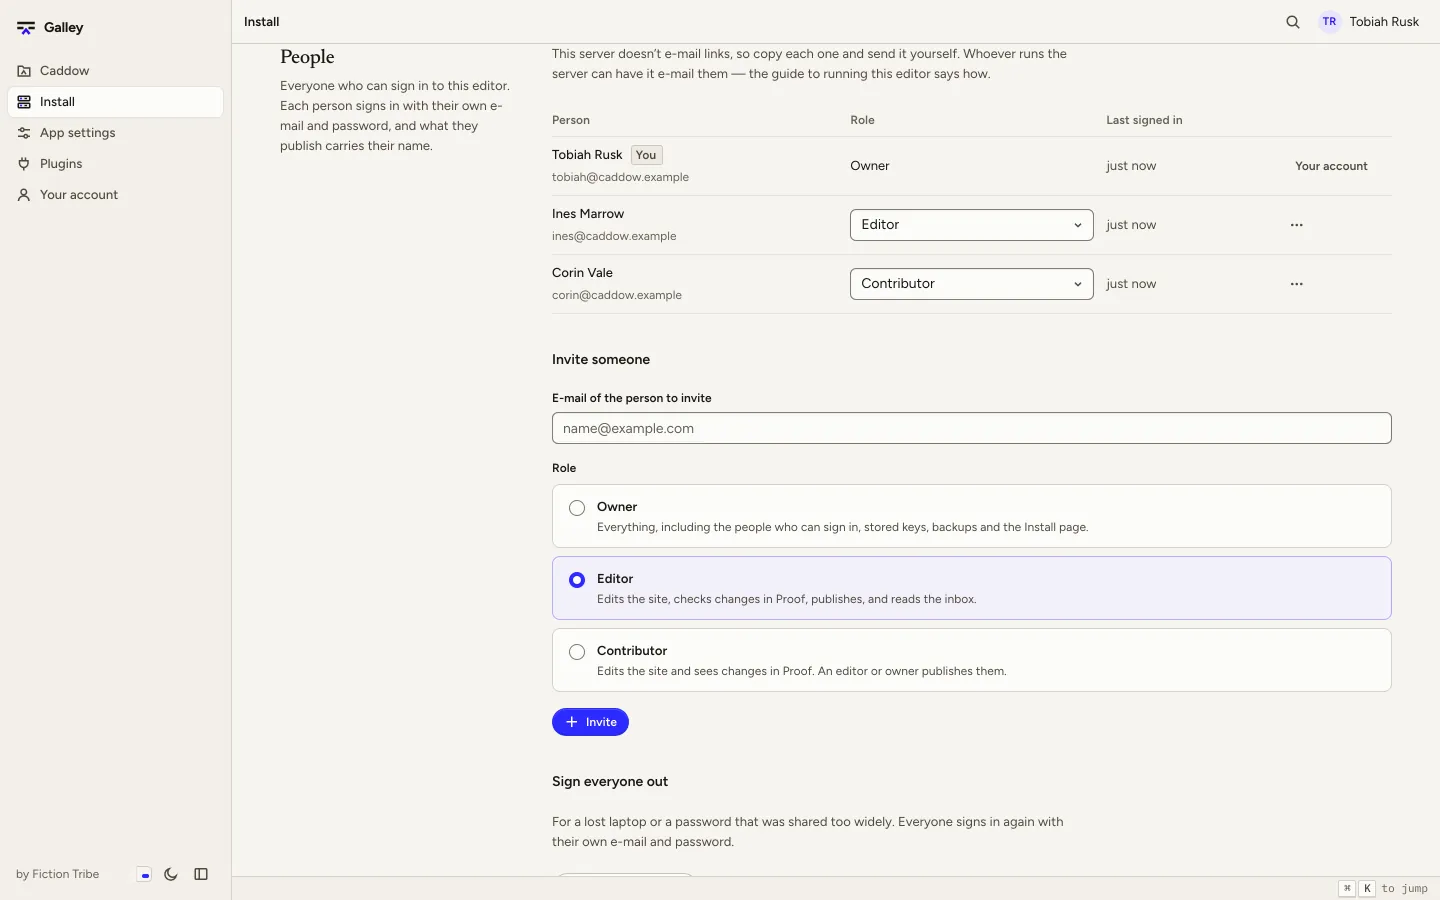 Galley
Caddow
Install
App settings
Plugins
Your account
by Fiction Tribe
Install
TR
Tobiah Rusk
People
Everyone who can sign in to this editor.
Each person signs in with their own e-
mail and password, and what they
publish carries their name.
This server doesn’t e-mail links, so copy each one and send it yourself. Whoever runs the
server can have it e-mail them — the guide to running this editor says how.
Person Role Last signed in
Tobiah Rusk You
tobiah@caddow.example
Owner
just now
Your account
Ines Marrow
ines@caddow.example
Editor
just now
Corin Vale
corin@caddow.example
Contributor
just now
Invite someone
E-mail of the person to invite
name@example.com
Role
Owner
Everything, including the people who can sign in, stored keys, backups and the Install page.
Editor
Edits the site, checks changes in Proof, publishes, and reads the inbox.
Contributor
Edits the site and sees changes in Proof. An editor or owner publishes them.
Invite
Sign everyone out
For a lost laptop or a password that was shared too widely. Everyone signs in again with
their own e-mail and password.
⌘ K to jump